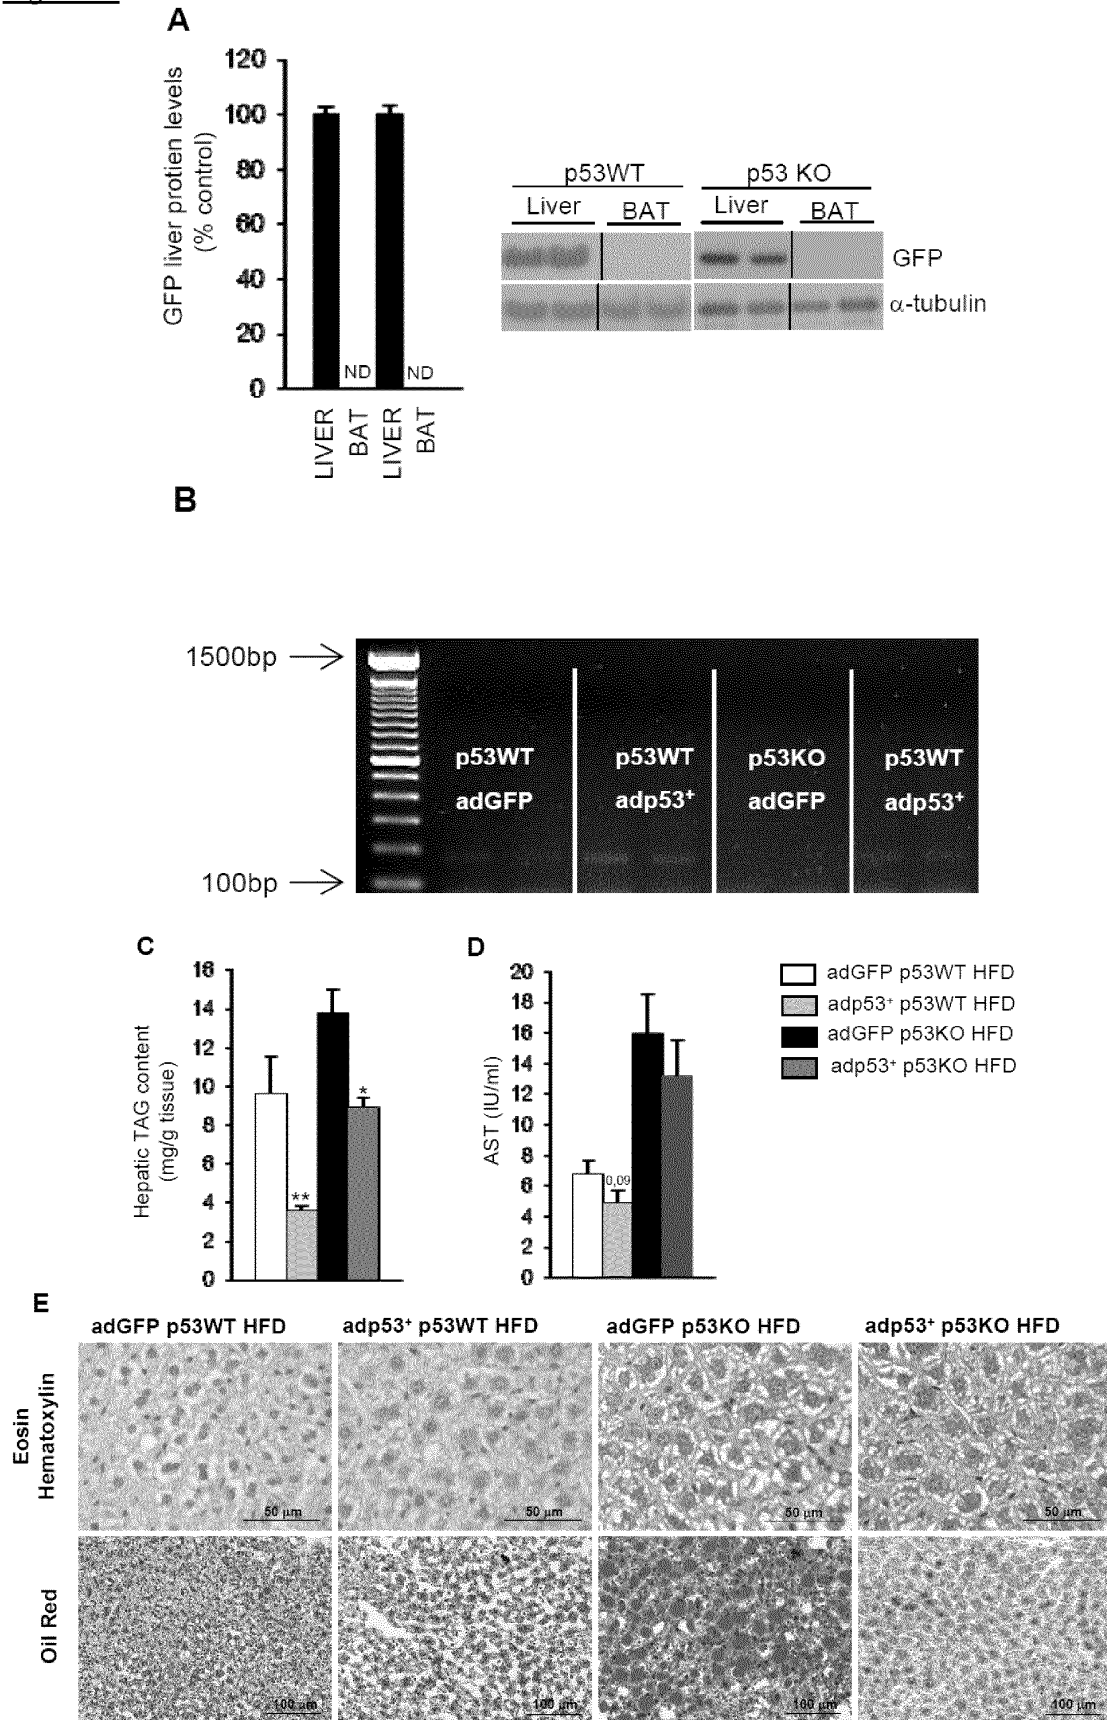 A
120
100
80
60
40
20
0
GFP liver protien levels
(% control)
ND
ND
LIVER
BAT
LIVER
BAT
p53WT
p53 KO
Liver
BAT
Liver
BAT
GFP
α-tubulin
B
1500bp
100bp
p53WT
adGFP
p53WT
adp53+
p53KO
adGFP
p53WT
adp53+
C
Hepatic TAG content
(mg/g tissue)
16
14
12
10
8
6
4
2
0
**
*
D
AST (IU/ml)
20
18
16
14
12
10
8
6
4
2
0
0,09
adGFP p53WT HFD
adp53+ p53WT HFD
adGFP p53KO HFD
adp53+ p53KO HFD
E
adGFP p53WT HFD
adp53+ p53WT HFD
adGFP p53KO HFD
adp53+ p53KO HFD
Eosin
Hematoxylin
50 µm
50 µm
50 µm
50 µm
Oil Red
100 µm
100 µm
100 µm
100 µm